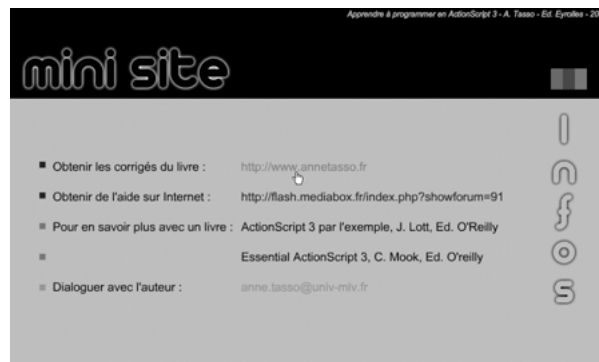 Apprendre à programmer en ActionScript 3 - A. Tasso - Ed. Eyrolles - 20
mini site
Obtenir les corrigés du livre : http://www.annetasso.fr
Obtenir de l'aide sur Internet : http://flash.mediabox.fr/index.php?showforum=91
Pour en savoir plus avec un livre : ActionScript 3 par l'exemple, J. Lott, Ed. O'Reilly
Essential ActionScript 3, C. Mook, Ed. O'reilly
Dialoguer avec l'auteur : anne.tasso@univ-mlv.fr
Infos